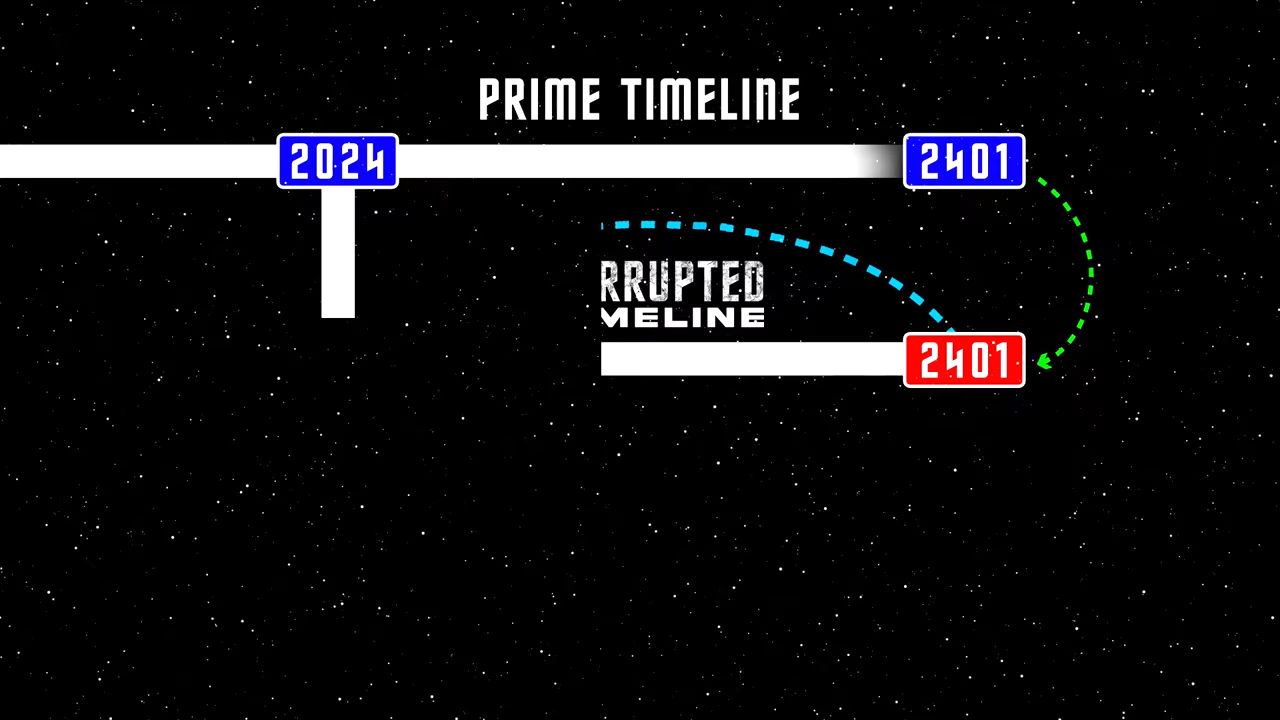 PRIME TIMELINE
2024
2401
RRUPTED
MELINE
2401